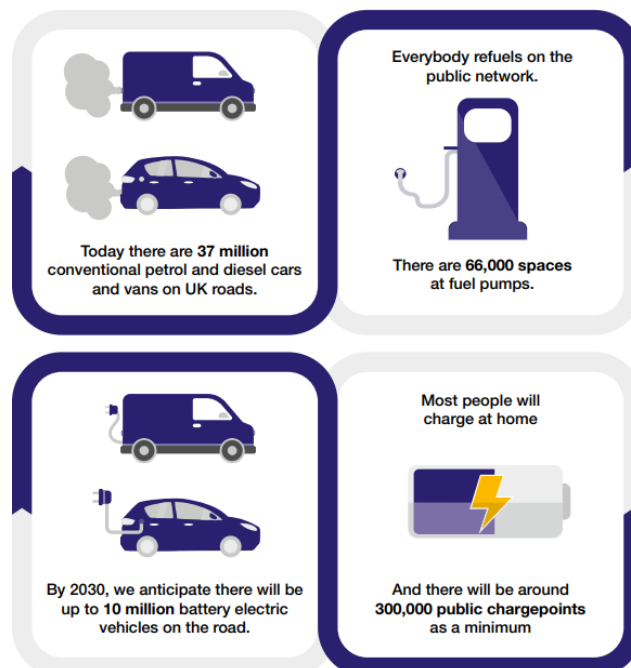 Today there are 37 million
conventional petrol and diesel cars
and vans on UK roads.
Everybody refuels on the
public network.
There are 66,000 spaces
at fuel pumps.
By 2030, we anticipate there will be
up to 10 million battery electric
vehicles on the road.
Most people will
charge at home
And there will be around
300,000 public chargepoints
as a minimum